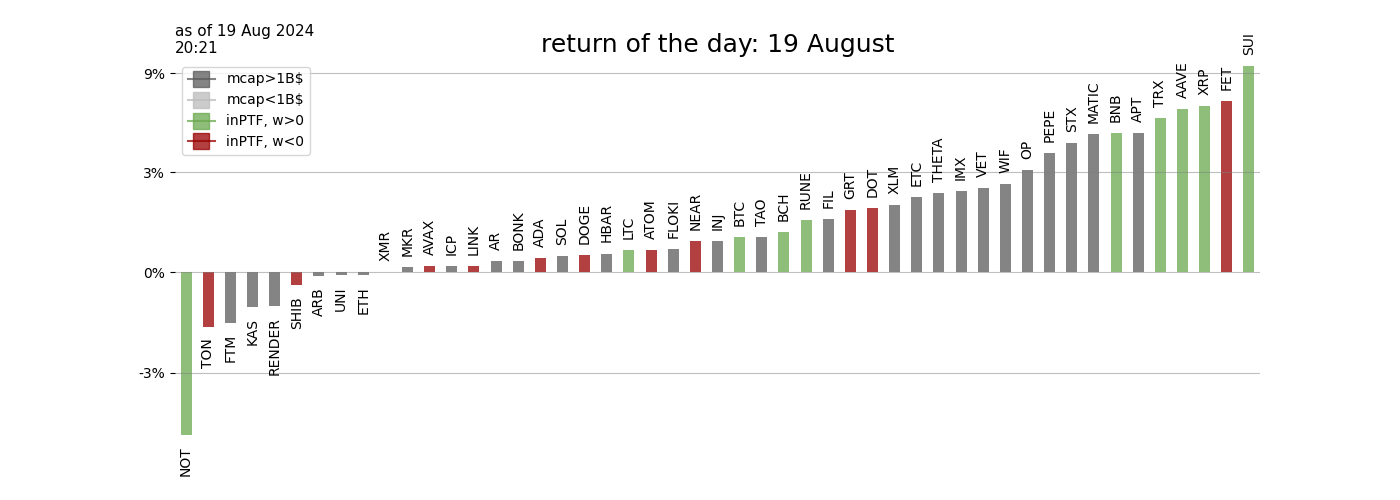 as of 19 Aug 2024
20:21
return of the day: 19 August
mcap>1B$
mcap<1B$
inPTF, w>0
inPTF, w<0
9%
3%
0%
-3%
NOT
TON
FTM
KAS
RENDER
SHIB
ARB
UNI
ETH
XMR
MKR
AVAX
ICP
LINK
AR
BONK
ADA
SOL
DOGE
HBAR
LTC
ATOM
FLOKI
NEAR
INJ
BTC
TAO
BCH
RUNE
FIL
GRT
DOT
XLM
ETC
THETA
IMX
VET
WIF
OP
PEPE
STX
MATIC
BNB
APT
TRX
AAVE
XRP
FET
SUI